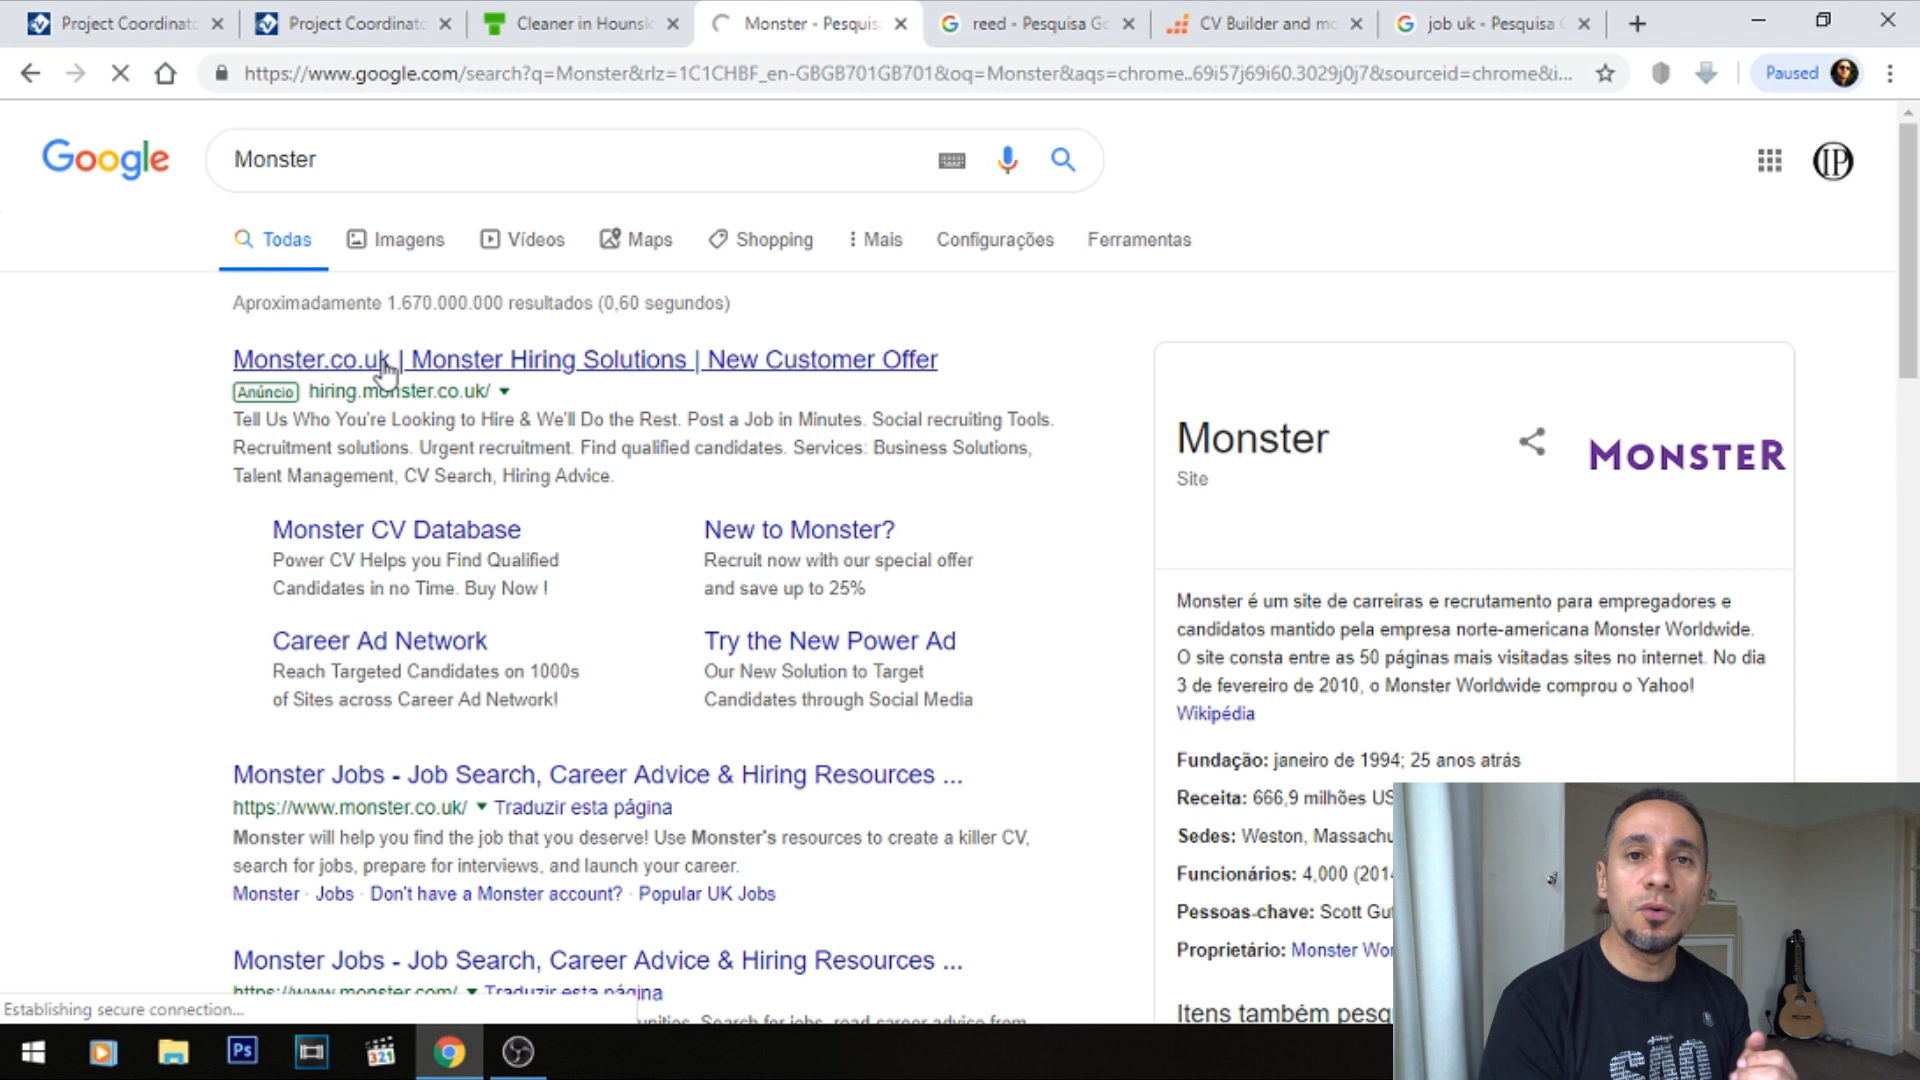 Project Coordinato
Project Coordinato
Cleaner in Hounslo
Monster - Pesquisa
reed - Pesquisa Go
CV Builder and mo
job uk - Pesquisa G
https://www.google.com/search?q=Monster&rlz=1C1CHBF_en-GBGB701GB701&oq=Monster&aqs=chrome..69i57j69i60.3029j0j7&sourceid=chrome&i...
Paused
Google
Monster
IP
Todas
Imagens
Vídeos
Maps
Shopping
Mais
Configurações
Ferramentas
Aproximadamente 1.670.000.000 resultados (0,60 segundos)
Monster.co.uk | Monster Hiring Solutions | New Customer Offer
Anúncio hiring.monster.co.uk/
Tell Us Who You're Looking to Hire & We'll Do the Rest. Post a Job in Minutes. Social recruiting Tools.
Recruitment solutions. Urgent recruitment. Find qualified candidates. Services: Business Solutions,
Talent Management, CV Search, Hiring Advice.
Monster CV Database
Power CV Helps you Find Qualified
Candidates in no Time. Buy Now !
New to Monster?
Recruit now with our special offer
and save up to 25%
Career Ad Network
Reach Targeted Candidates on 1000s
of Sites across Career Ad Network!
Try the New Power Ad
Our New Solution to Target
Candidates through Social Media
Monster Jobs - Job Search, Career Advice & Hiring Resources ...
https://www.monster.co.uk/ Traduzir esta página
Monster will help you find the job that you deserve! Use Monster's resources to create a killer CV,
search for jobs, prepare for interviews, and launch your career.
Monster · Jobs · Don't have a Monster account? · Popular UK Jobs
Monster Jobs - Job Search, Career Advice & Hiring Resources ...
https://www.monster.com/ Traduzir esta página
unities. Search for jobs, read career advice from
Establishing secure connection...
Monster
Site
MONSTER
Monster é um site de carreiras e recrutamento para empregadores e
candidatos mantido pela empresa norte-americana Monster Worldwide.
O site consta entre as 50 páginas mais visitadas sites no internet. No dia
3 de fevereiro de 2010, o Monster Worldwide comprou o Yahoo!
Wikipédia
Fundação: janeiro de 1994; 25 anos atrás
Receita: 666,9 milhões US
Sedes: Weston, Massachu
Funcionários: 4,000 (2014
Pessoas-chave: Scott Gut
Proprietário: Monster Wor
Itens também pesq
Ps
321